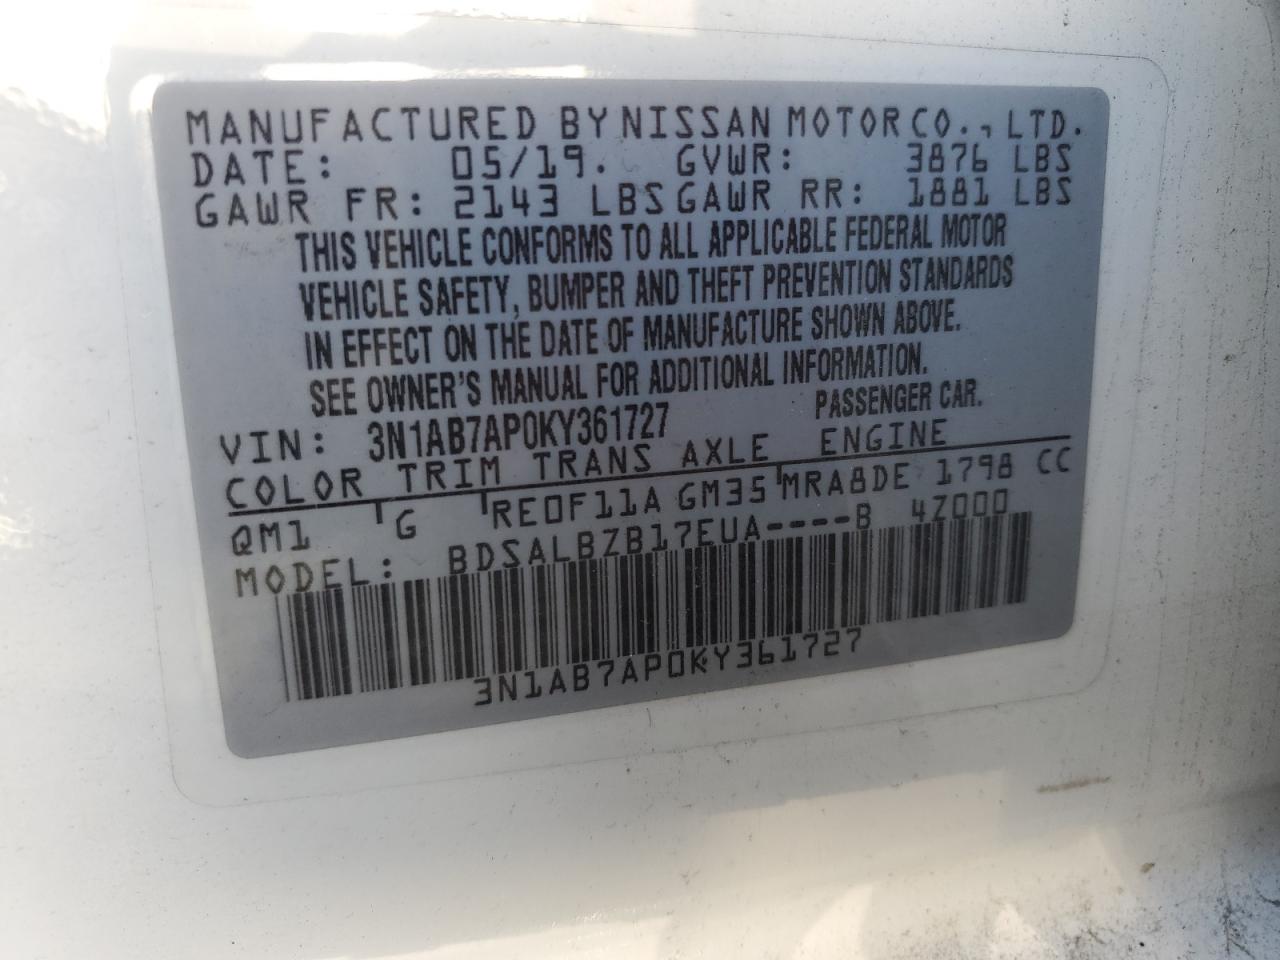 MANUFACTURED BY NISSAN MOTOR CO., LTD.
DATE: 05/19. GVWR: 3876 LBS
GAWR FR: 2143 LBS GAWR RR: 1881 LBS
THIS VEHICLE CONFORMS TO ALL APPLICABLE FEDERAL MOTOR
VEHICLE SAFETY, BUMPER AND THEFT PREVENTION STANDARDS
IN EFFECT ON THE DATE OF MANUFACTURE SHOWN ABOVE.
SEE OWNER'S MANUAL FOR ADDITIONAL INFORMATION.
VIN: 3N1AB7AP0KY361727 PASSENGER CAR.
COLOR TRIM TRANS AXLE ENGINE
QM1 G RE0F11A GM35 MRA8DE 1798 CC
MODEL: BDSALBZB17EUA----B 4Z000
3N1AB7AP0KY361727